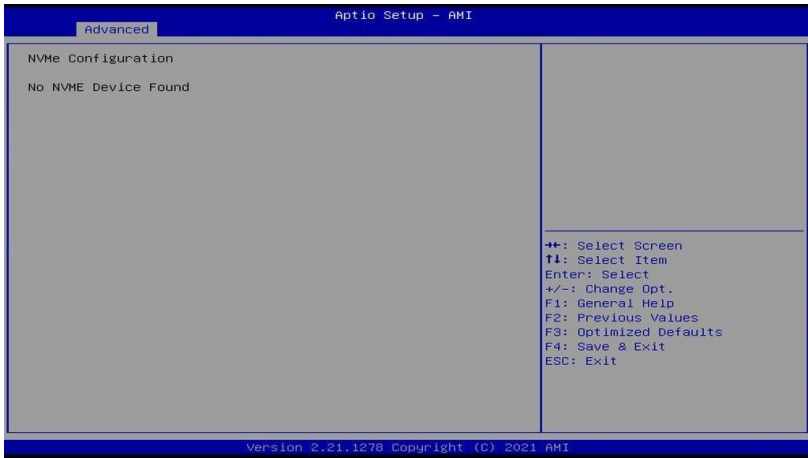 Aptio Setup – AMI
Advanced
NVMe Configuration
No NVME Device Found
→←: Select Screen
↑↓: Select Item
Enter: Select
+/-: Change Opt.
F1: General Help
F2: Previous Values
F3: Optimized Defaults
F4: Save & Exit
ESC: Exit
Version 2.21.1278 Copyright (C) 2021 AMI